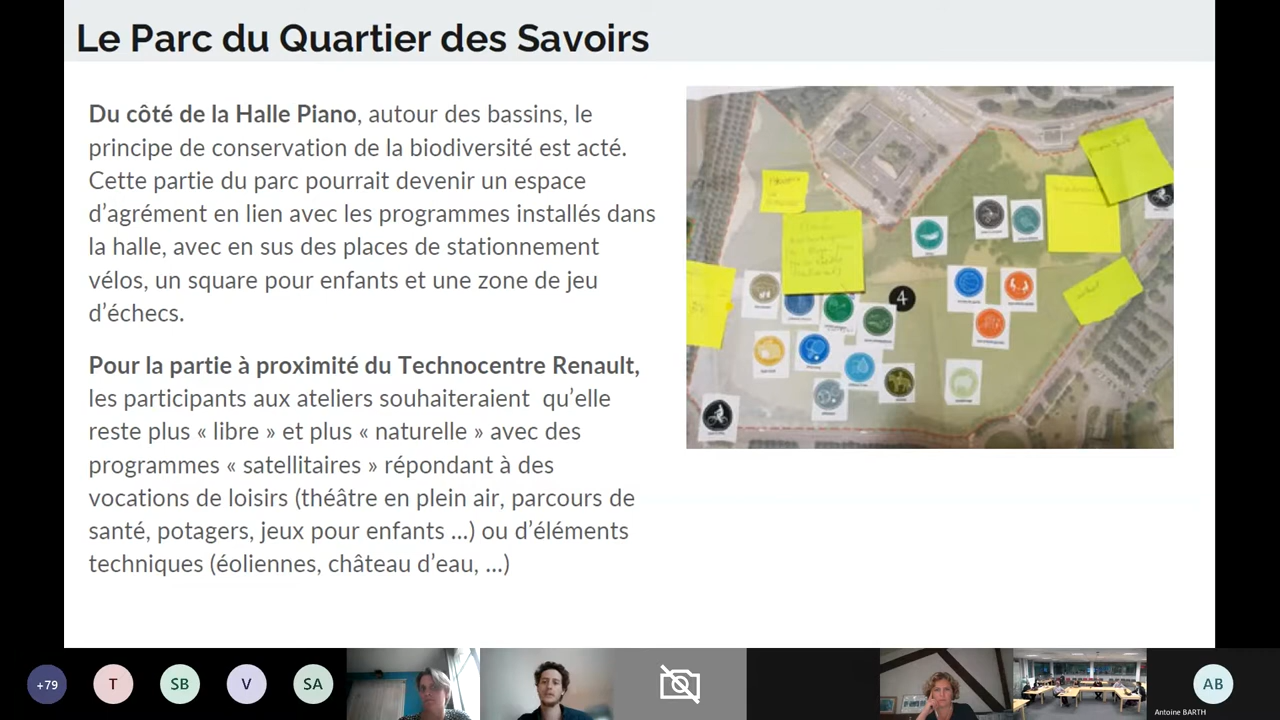 Le Parc du Quartier des Savoirs
Du côté de la Halle Piano, autour des bassins, le
principe de conservation de la biodiversité est acté.
Cette partie du parc pourrait devenir un espace
d’agrément en lien avec les programmes installés dans
la halle, avec en sus des places de stationnement
vélos, un square pour enfants et une zone de jeu
d’échecs.
Pour la partie à proximité du Technocentre Renault,
les participants aux ateliers souhaiteraient qu’elle
reste plus « libre » et plus « naturelle » avec des
programmes « satellitaires » répondant à des
vocations de loisirs (théâtre en plein air, parcours de
santé, potagers, jeux pour enfants ...) ou d’éléments
techniques (éoliennes, château d’eau, ...)
4
+79
T
SB
V
SA
AB
Antoine BARTH